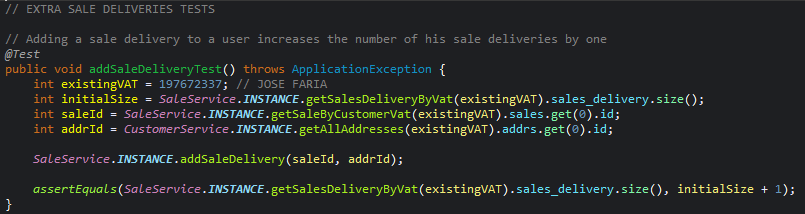 // EXTRA SALE DELIVERIES TESTS
// Adding a sale delivery to a user increases the number of his sale deliveries by one
@Test
public void addSaleDeliveryTest() throws ApplicationException {
int existingVAT = 197672337; // JOSE FARIA
int initialSize = SaleService.INSTANCE.getSalesDeliveryByVat(existingVAT).sales_delivery.size();
int saleId = SaleService.INSTANCE.getSaleByCustomerVat(existingVAT).sales.get(0).id;
int addrId = CustomerService.INSTANCE.getAllAddresses(existingVAT).addrs.get(0).id;
SaleService.INSTANCE.addSaleDelivery(saleId, addrId);
assertEquals(SaleService.INSTANCE.getSalesDeliveryByVat(existingVAT).sales_delivery.size(), initialSize + 1);
}